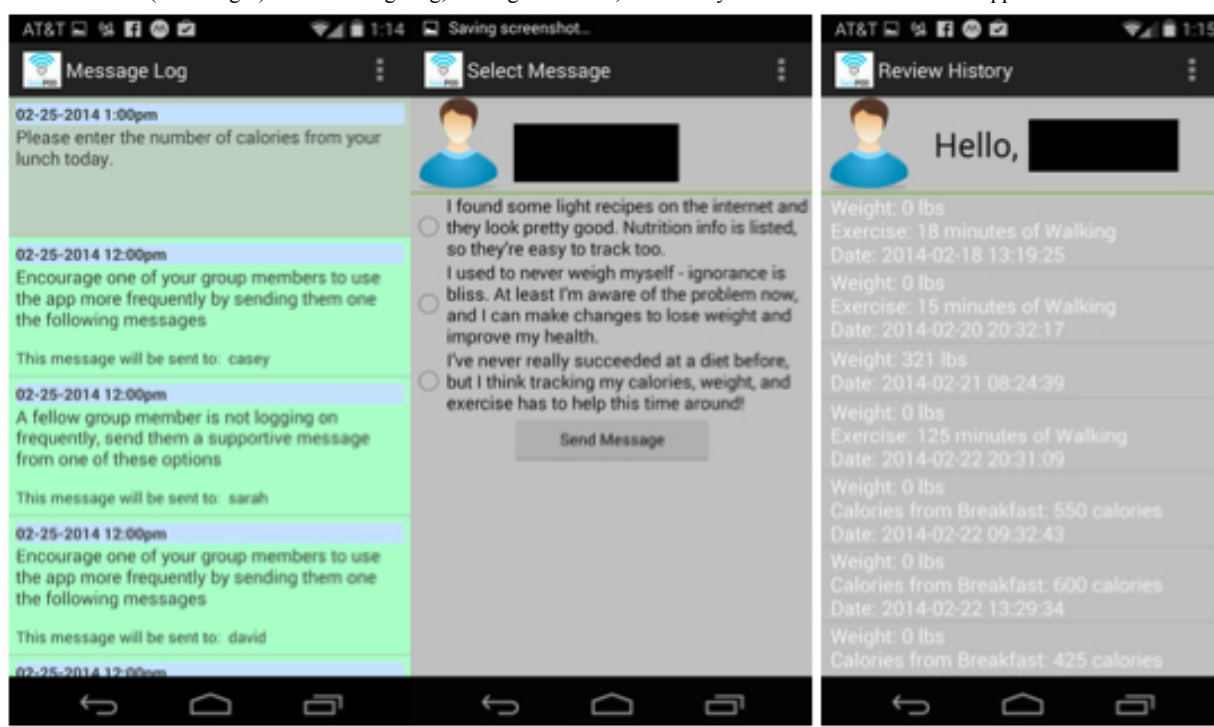 AT&T
1:14
Message Log
02-25-2014 1:00pm
Please enter the number of calories from your
lunch today.
02-25-2014 12:00pm
Encourage one of your group members to use
the app more frequently by sending them one
the following messages
This message will be sent to: casey
02-25-2014 12:00pm
A fellow group member is not logging on
frequently, send them a supportive message
from one of these options
This message will be sent to: sarah
02-25-2014 12:00pm
Encourage one of your group members to use
the app more frequently by sending them one
the following messages
This message will be sent to: david
02-25-2014 12:00pm
Saving screenshot...
Select Message
I found some light recipes on the internet and
they look pretty good. Nutrition info is listed,
so they're easy to track too.
I used to never weigh myself - ignorance is
bliss. At least I'm aware of the problem now,
and I can make changes to lose weight and
improve my health.
I've never really succeeded at a diet before,
but I think tracking my calories, weight, and
exercise has to help this time around!
Send Message
AT&T
1:15
Review History
Hello,
Weight: 0 lbs
Exercise: 18 minutes of Walking
Date: 2014-02-18 13:19:25
Weight: 0 lbs
Exercise: 15 minutes of Walking
Date: 2014-02-20 20:32:17
Weight: 321 lbs
Date: 2014-02-21 08:24:39
Weight: 0 lbs
Exercise: 125 minutes of Walking
Date: 2014-02-22 20:31:09
Weight: 0 lbs
Calories from Breakfast: 550 calories
Date: 2014-02-22 09:32:43
Weight: 0 lbs
Calories from Breakfast: 600 calories
Date: 2014-02-22 13:29:34
Weight: 0 lbs
Calories from Breakfast: 425 calories